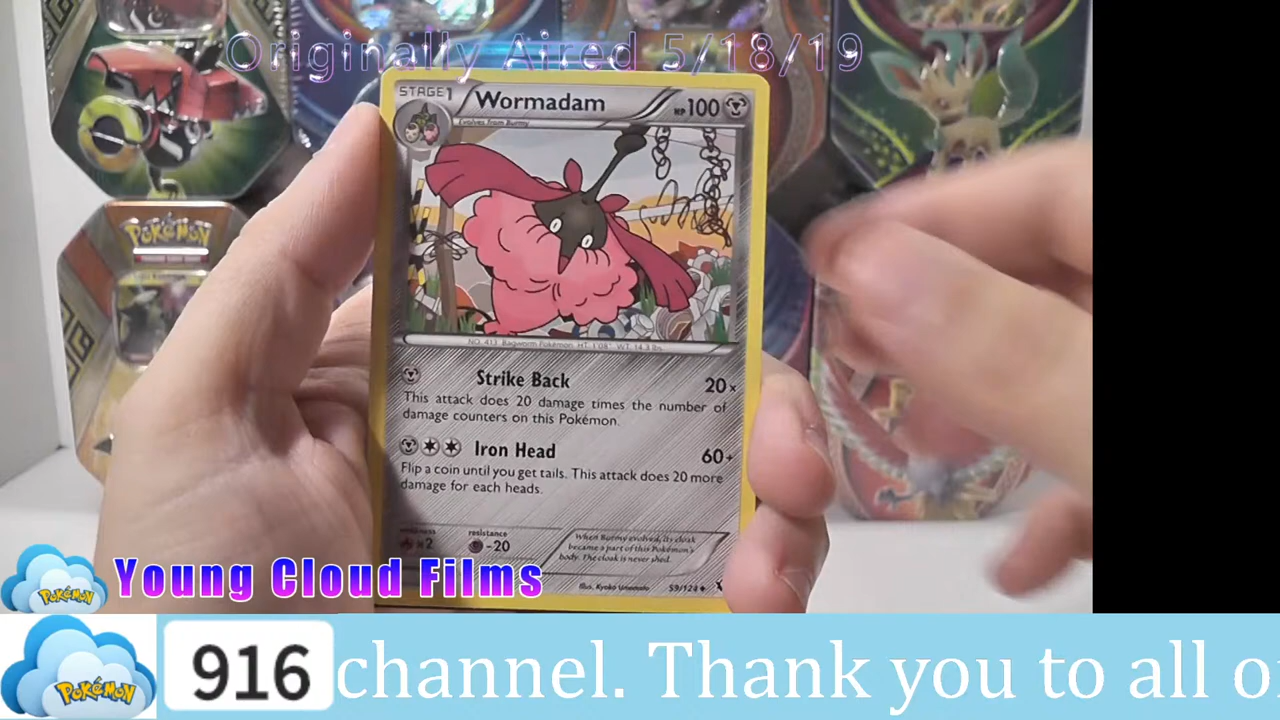 Originally Aired 5/18/19
STAGE1
Wormadam
HP100
Evolves from Burmy
NO. 413 Bagworm Pokémon HT: 1'08" WT: 14.3 lbs.
Strike Back 20×
This attack does 20 damage times the number of
damage counters on this Pokémon.
Iron Head 60+
Flip a coin until you get tails. This attack does 20 more
damage for each heads.
×2
resistance
-20
When Burmy evolved, its cloak
became a part of this Pokémon's
body. The cloak is never shed.
Illus. Kyoko Umemoto 59/124
POKÉMON
POKÉMON
Young Cloud Films
POKÉMON
916
channel. Thank you to all o